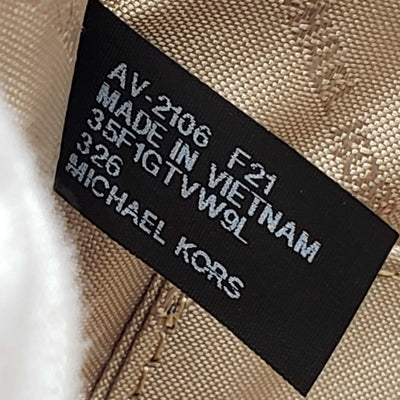 AV-2106 F21
MADE IN VIETNAM
35F1GTVW9L
326
MICHAEL KORS